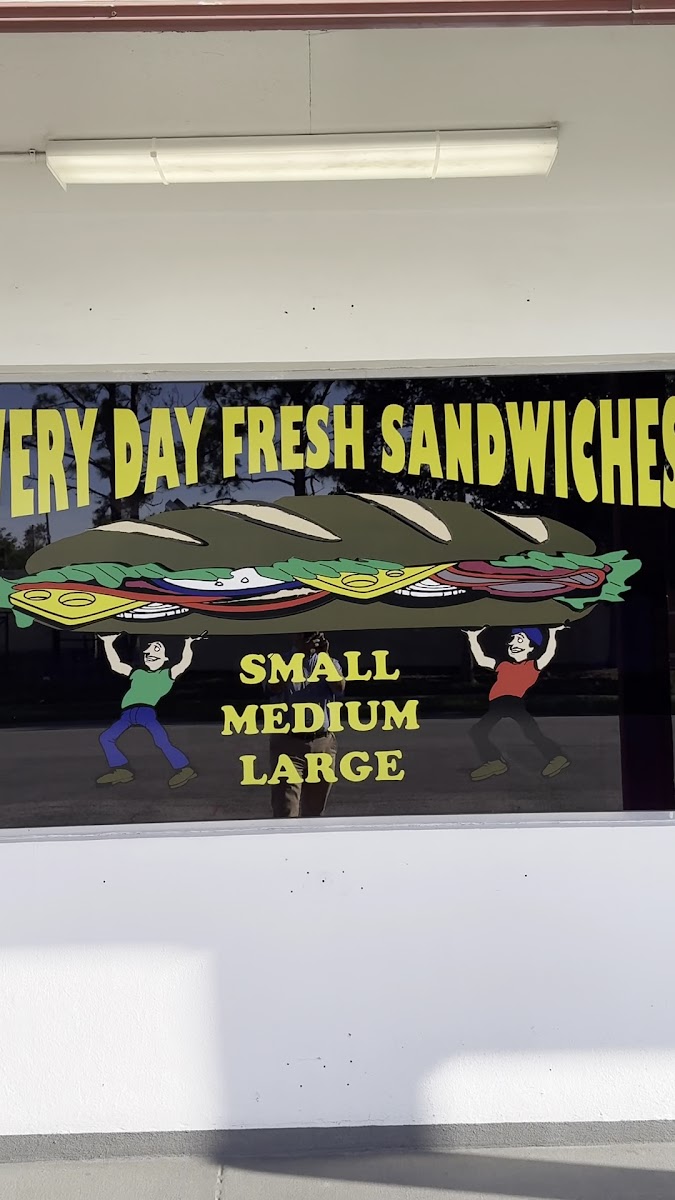 VERY DAY FRESH SANDWICHES
SMALL
MEDIUM
LARGE